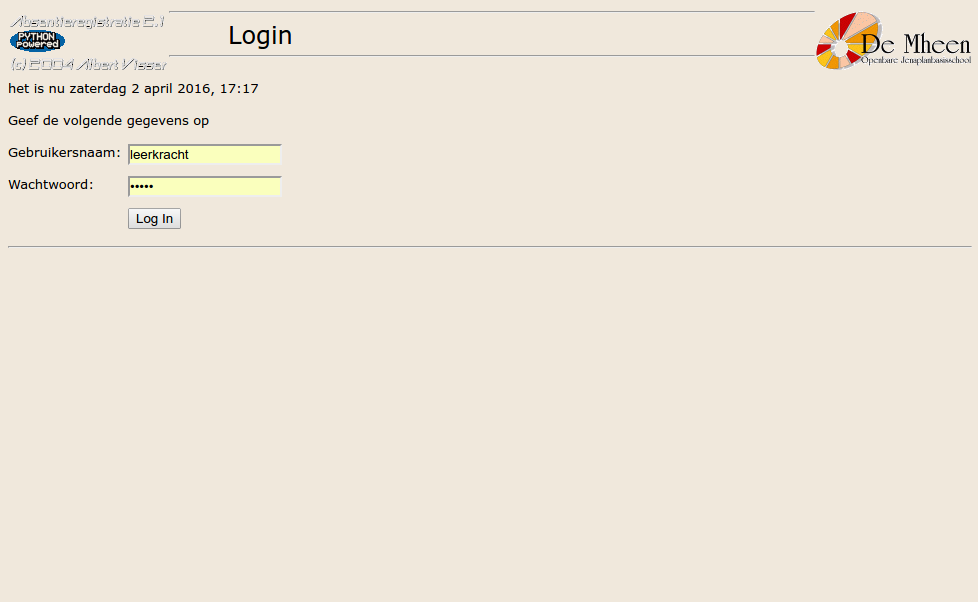 Absentieregistratie 2.1
PYTHON
Powered
(c) 2004 Albert Visser
Login
De Mheen
Openbare Jenaplanbasisschool
het is nu zaterdag 2 april 2016, 17:17
Geef de volgende gegevens op
Gebruikersnaam: leerkracht
Wachtwoord: •••••
Log In